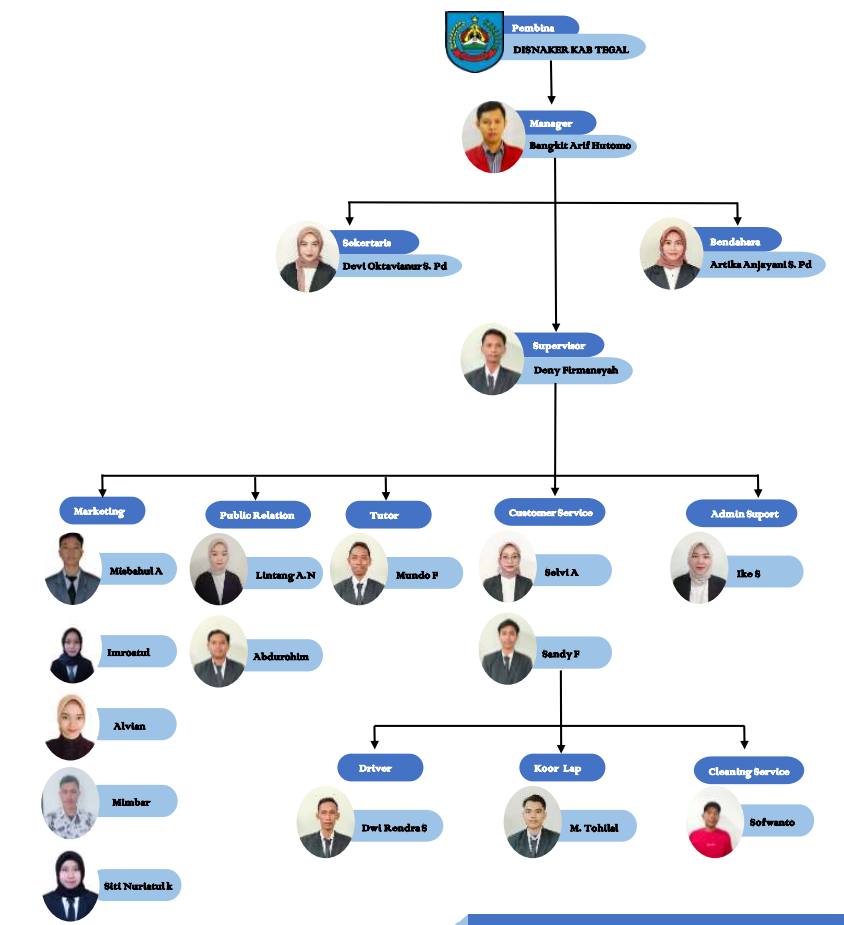 Pembina
DISNAKER KAB TEGAL
Manager
Bangkit Arif Hutomo
Sekertaris
Devi Oktavianur S. Pd
Bendahara
Artika Anjayani S. Pd
Supervisor
Deny Firmansyah
Marketing
Public Relation
Tutor
Customer Service
Admin Suport
Misbahul A
Lintang A. N
Mundo F
Selvi A
Ike S
Imroatul
Abdurohim
Sandy F
Alvian
Mimbar
Siti Nuriatul k
Driver
Koor Lap
Cleaning Service
Dwi Rendra S
M. Tohilal
Sofwanto